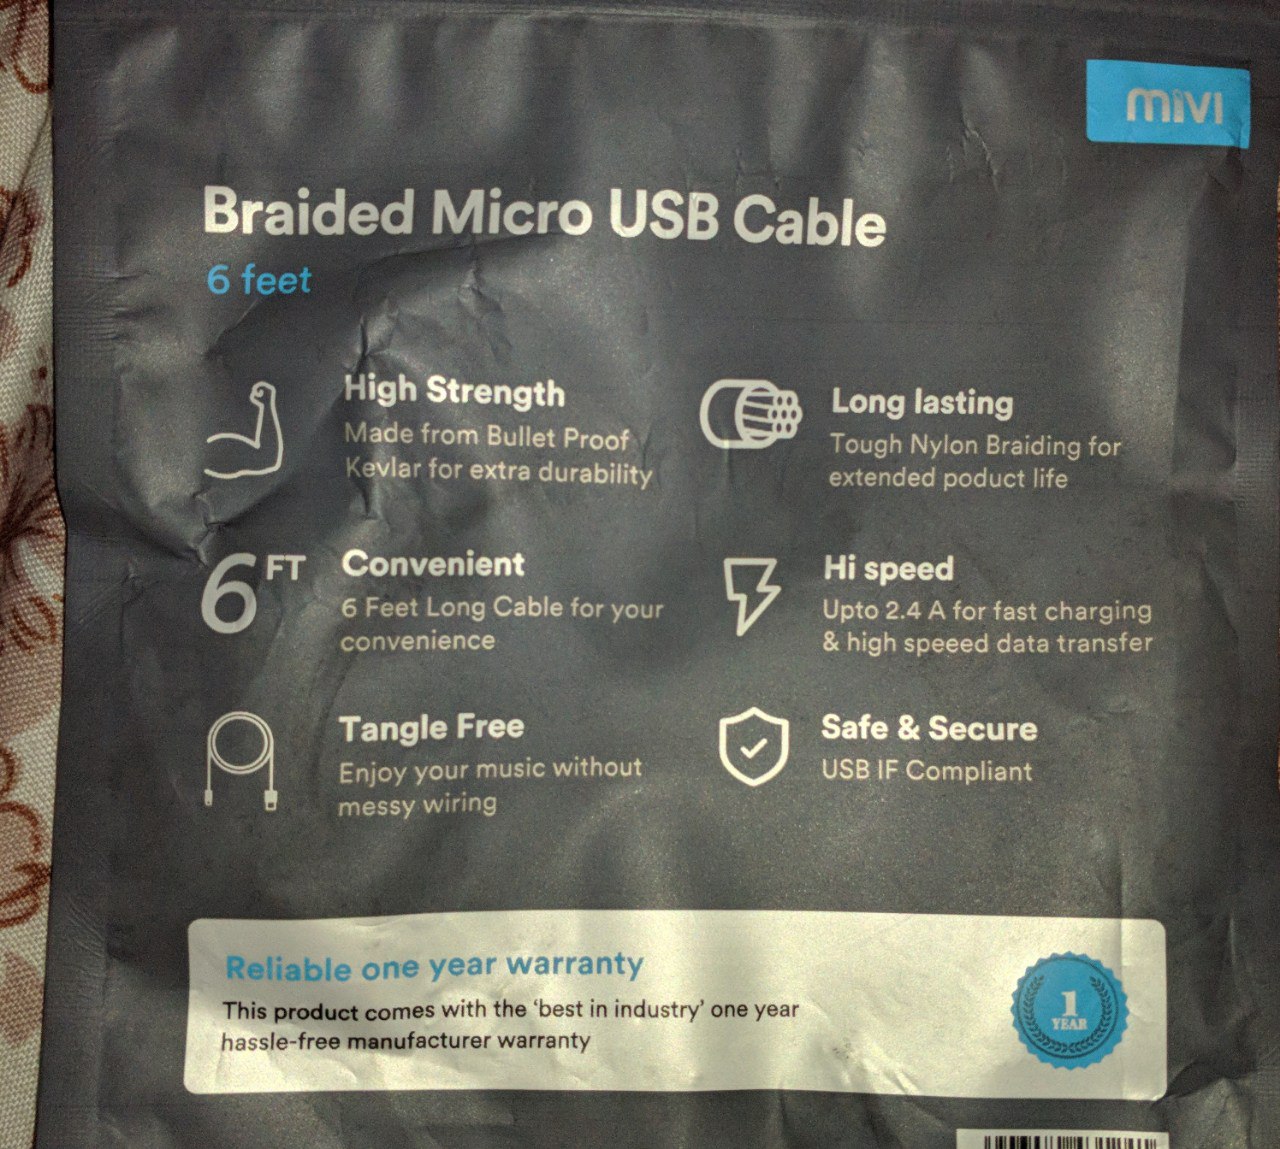 mivi
Braided Micro USB Cable
6 feet
High Strength
Made from Bullet Proof
Kevlar for extra durability
Long lasting
Tough Nylon Braiding for
extended poduct life
6 FT
Convenient
6 Feet Long Cable for your
convenience
Hi speed
Upto 2.4 A for fast charging
& high speeed data transfer
Tangle Free
Enjoy your music without
messy wiring
Safe & Secure
USB IF Compliant
Reliable one year warranty
This product comes with the ‘best in industry’ one year
hassle-free manufacturer warranty
1
YEAR